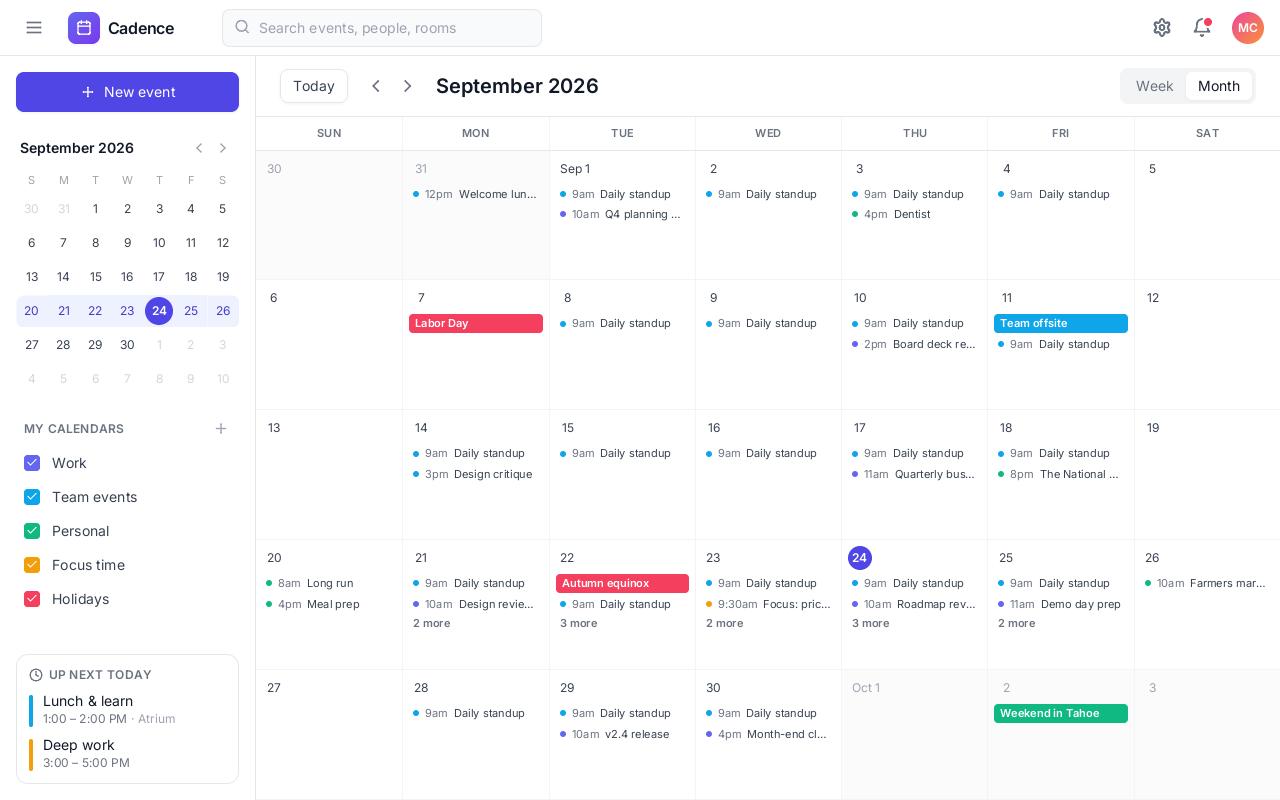 Cadence
Search events, people, rooms
MC
New event
Today
September 2026
Week
Month
September 2026
S M T W T F S
30 31 1 2 3 4 5
6 7 8 9 10 11 12
13 14 15 16 17 18 19
20 21 22 23 24 25 26
27 28 29 30 1 2 3
4 5 6 7 8 9 10
MY CALENDARS
Work
Team events
Personal
Focus time
Holidays
UP NEXT TODAY
Lunch & learn
1:00 – 2:00 PM · Atrium
Deep work
3:00 – 5:00 PM
SUN MON TUE WED THU FRI SAT
30
31
12pm Welcome lun…
Sep 1
9am Daily standup
10am Q4 planning …
2
9am Daily standup
3
9am Daily standup
4pm Dentist
4
9am Daily standup
5
6
7
Labor Day
8
9am Daily standup
9
9am Daily standup
10
9am Daily standup
2pm Board deck re…
11
Team offsite
9am Daily standup
12
13
14
9am Daily standup
3pm Design critique
15
9am Daily standup
16
9am Daily standup
17
9am Daily standup
11am Quarterly bus…
18
9am Daily standup
8pm The National …
19
20
8am Long run
4pm Meal prep
21
9am Daily standup
10am Design revie…
2 more
22
Autumn equinox
9am Daily standup
3 more
23
9am Daily standup
9:30am Focus: pric…
2 more
24
9am Daily standup
10am Roadmap rev…
3 more
25
9am Daily standup
11am Demo day prep
2 more
26
10am Farmers mar…
27
28
9am Daily standup
29
9am Daily standup
10am v2.4 release
30
9am Daily standup
4pm Month-end cl…
Oct 1
2
Weekend in Tahoe
3